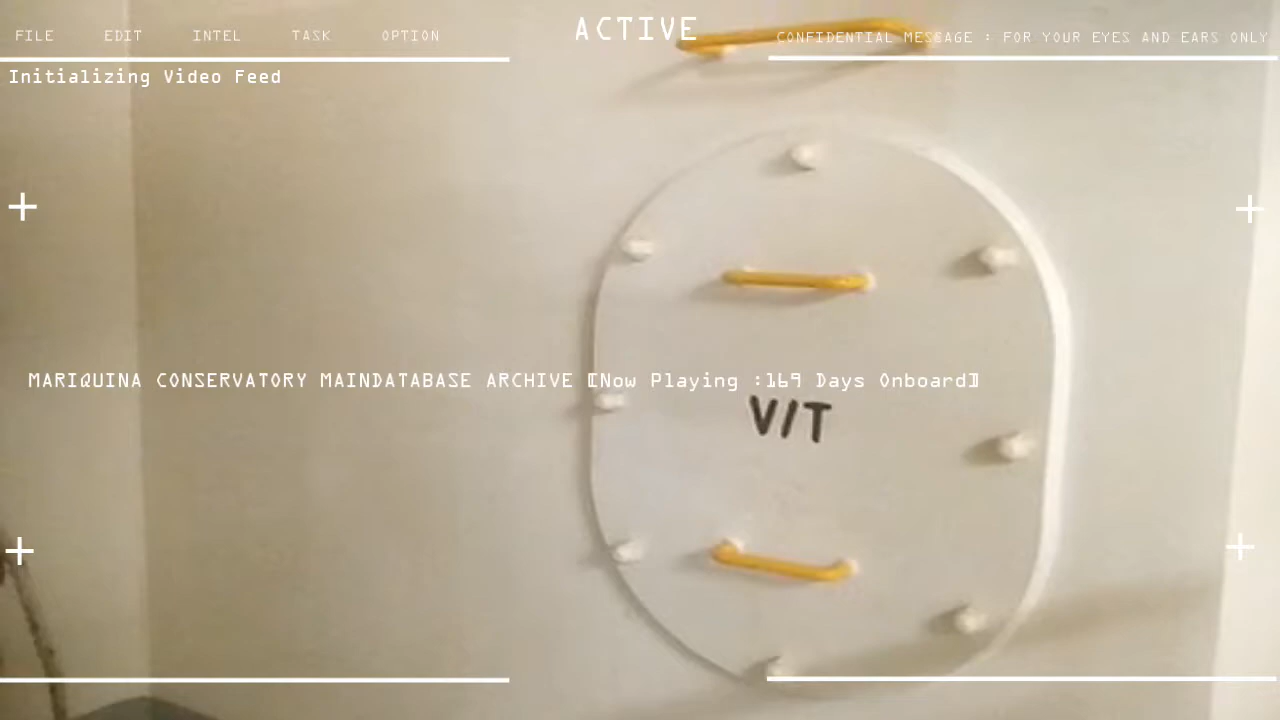 FILE EDIT INTEL TASK OPTION
ACTIVE
CONFIDENTIAL MESSAGE : FOR YOUR EYES AND EARS ONLY
Initializing Video Feed
MARIQUINA CONSERVATORY MAINDATABASE ARCHIVE [Now Playing :169 Days Onboard]
V/T